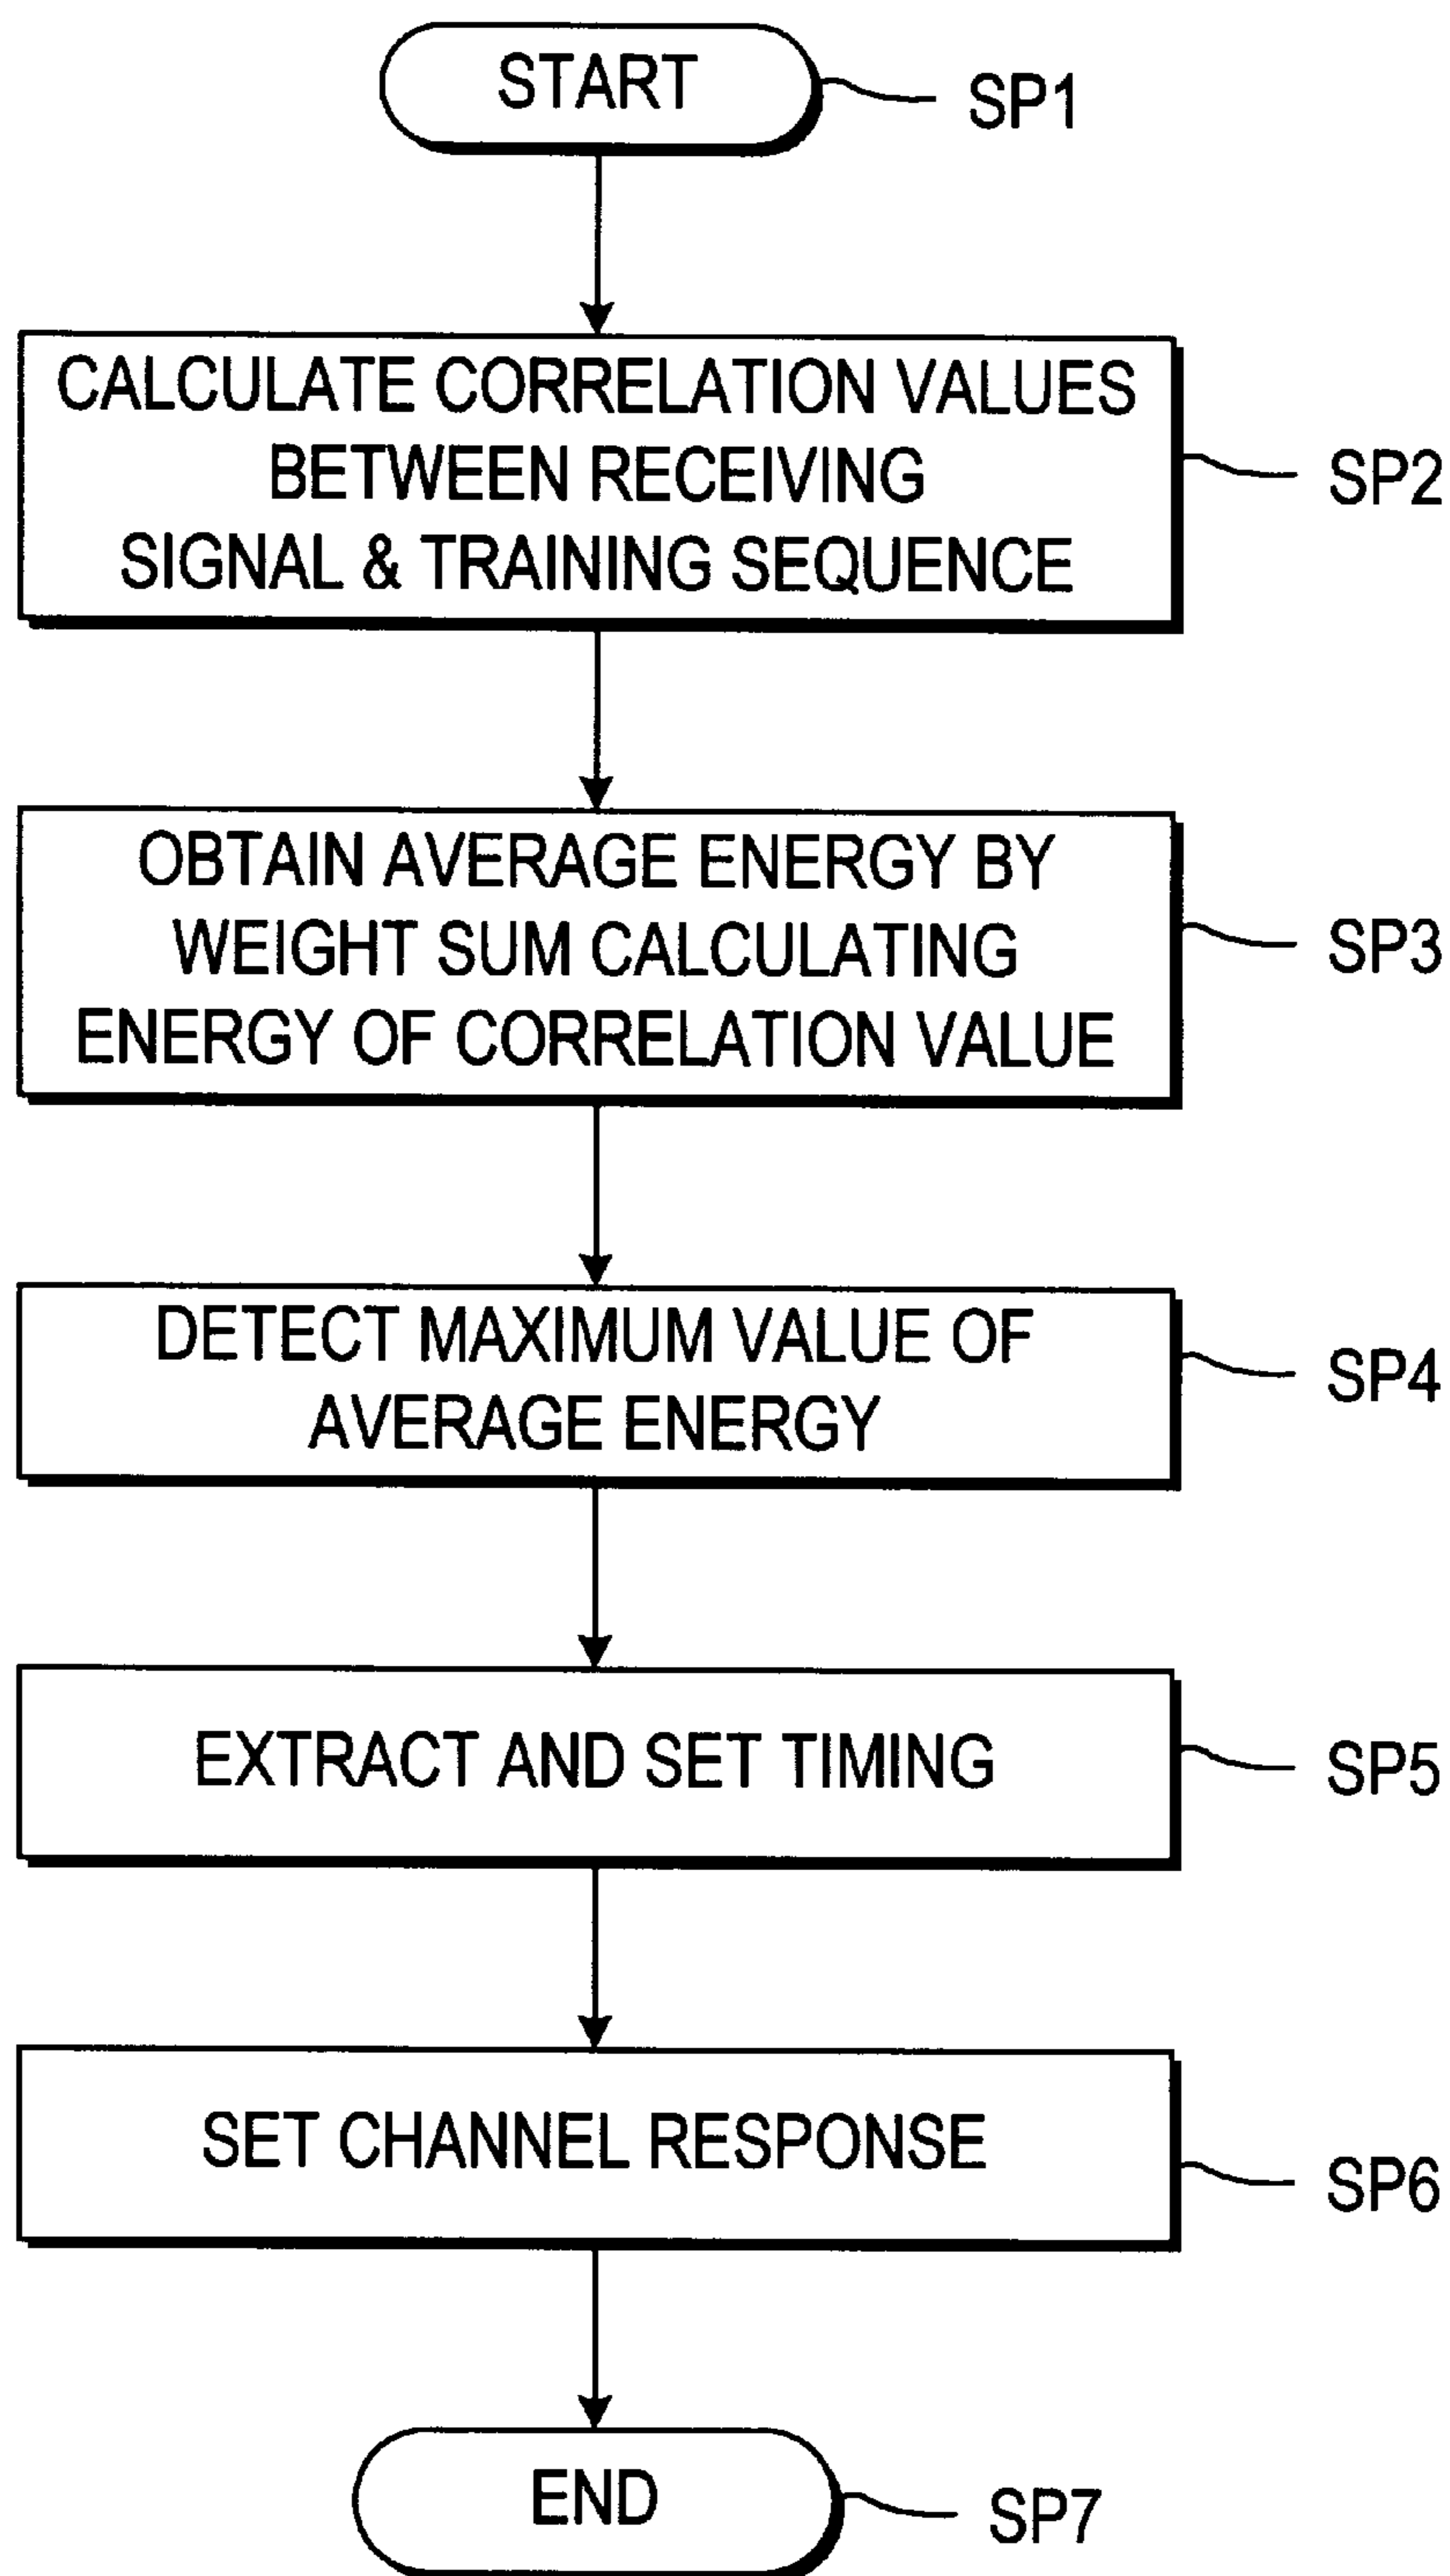 START
SP1
CALCULATE CORRELATION VALUES
BETWEEN RECEIVING
SIGNAL & TRAINING SEQUENCE
SP2
OBTAIN AVERAGE ENERGY BY
WEIGHT SUM CALCULATING
ENERGY OF CORRELATION VALUE
SP3
DETECT MAXIMUM VALUE OF
AVERAGE ENERGY
SP4
EXTRACT AND SET TIMING
SP5
SET CHANNEL RESPONSE
SP6
END
SP7